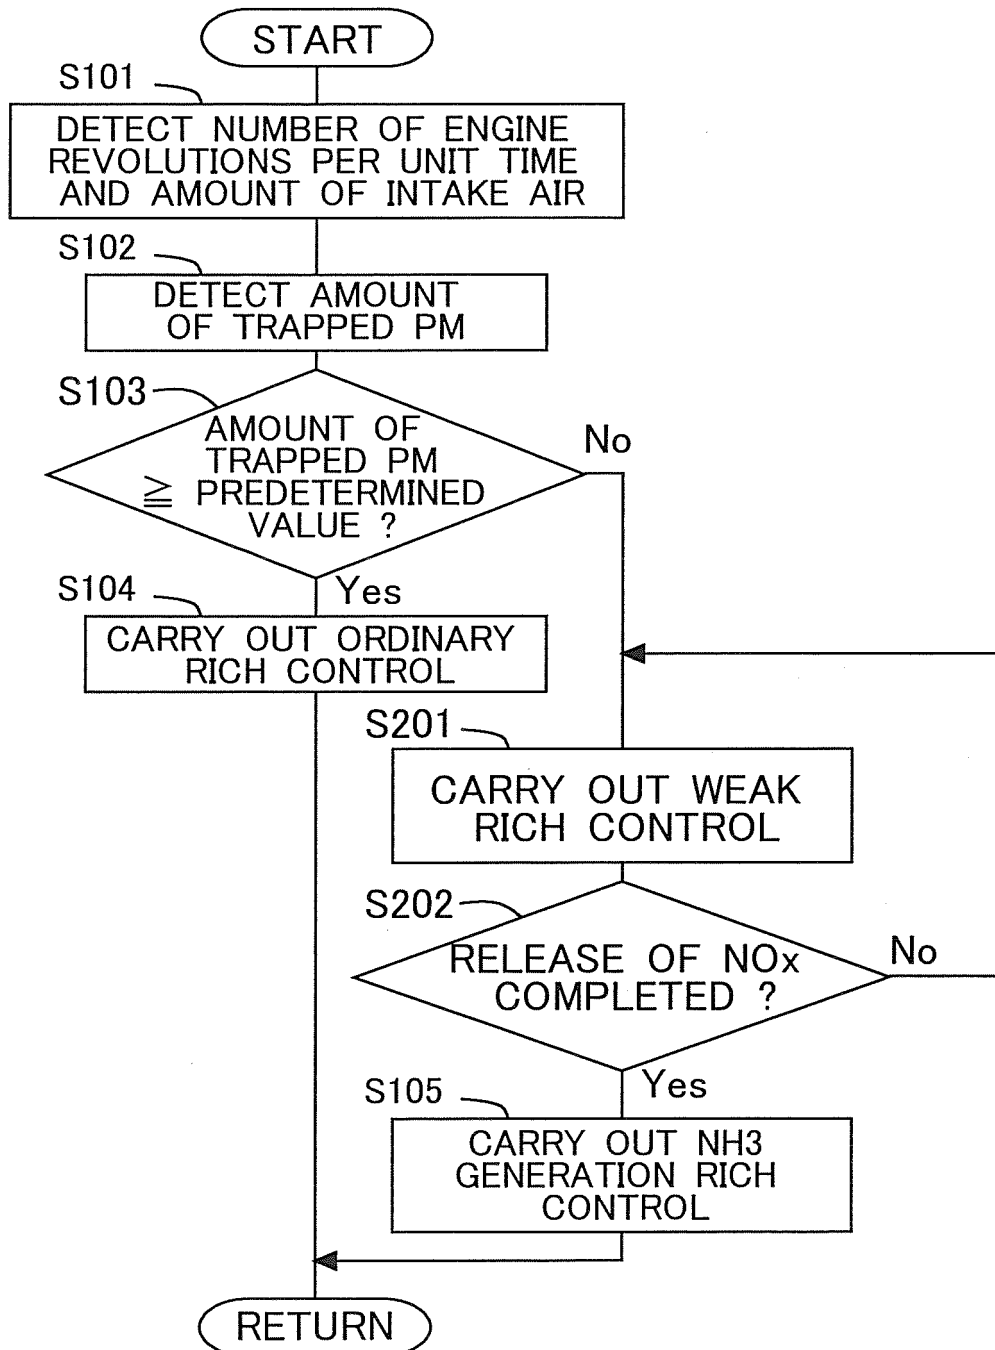 START
S101
DETECT NUMBER OF ENGINE
REVOLUTIONS PER UNIT TIME
AND AMOUNT OF INTAKE AIR
S102
DETECT AMOUNT
OF TRAPPED PM
S103
AMOUNT OF
TRAPPED PM
≧ PREDETERMINED
VALUE ?
No
Yes
S104
CARRY OUT ORDINARY
RICH CONTROL
S201
CARRY OUT WEAK
RICH CONTROL
S202
RELEASE OF NOx
COMPLETED ?
No
Yes
S105
CARRY OUT NH3
GENERATION RICH
CONTROL
RETURN